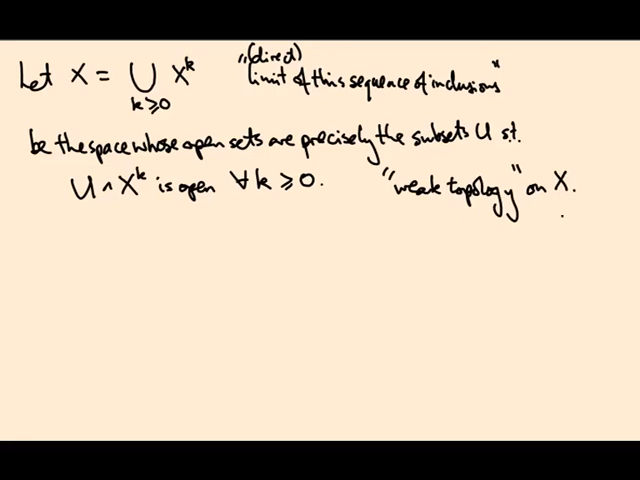 Let X = ⋃ X^k "(direct) limit of this sequence of inclusions"
k≥0
be the space whose open sets are precisely the subsets U s.t.
U ∩ X^k is open ∀ k ≥ 0. "weak topology" on X.